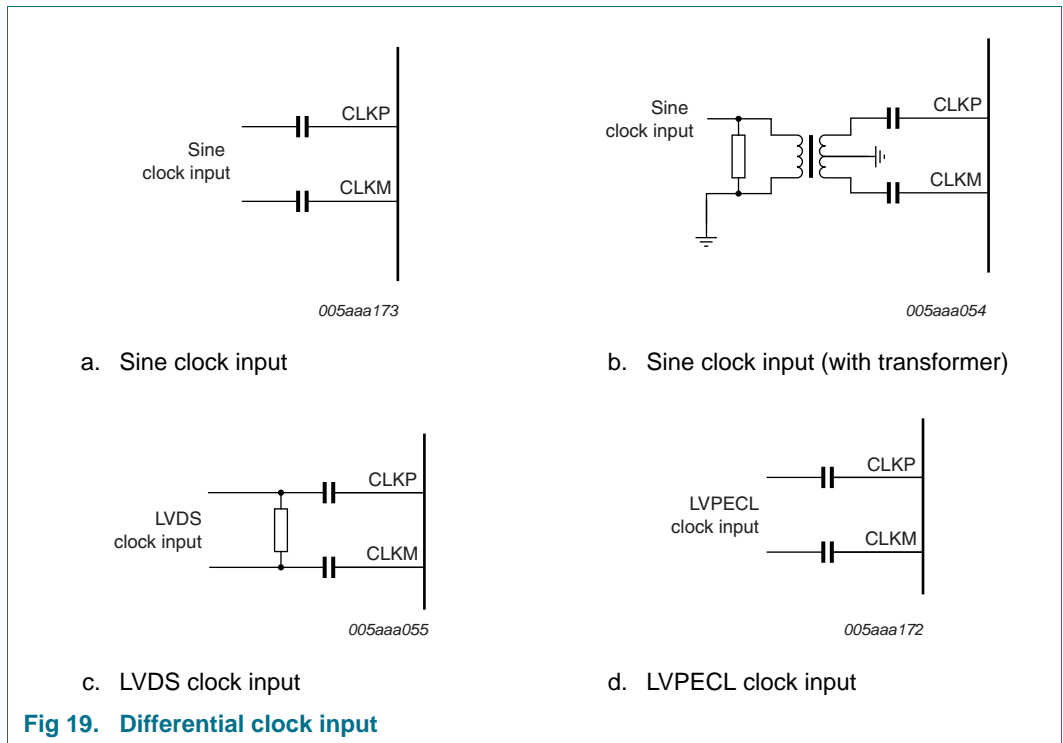 CLKP
Sine
clock input
CLKM
005aaa173
a. Sine clock input
Sine
clock input
CLKP
CLKM
005aaa054
b. Sine clock input (with transformer)
CLKP
LVDS
clock input
CLKM
005aaa055
c. LVDS clock input
CLKP
LVPECL
clock input
CLKM
005aaa172
d. LVPECL clock input
Fig 19. Differential clock input